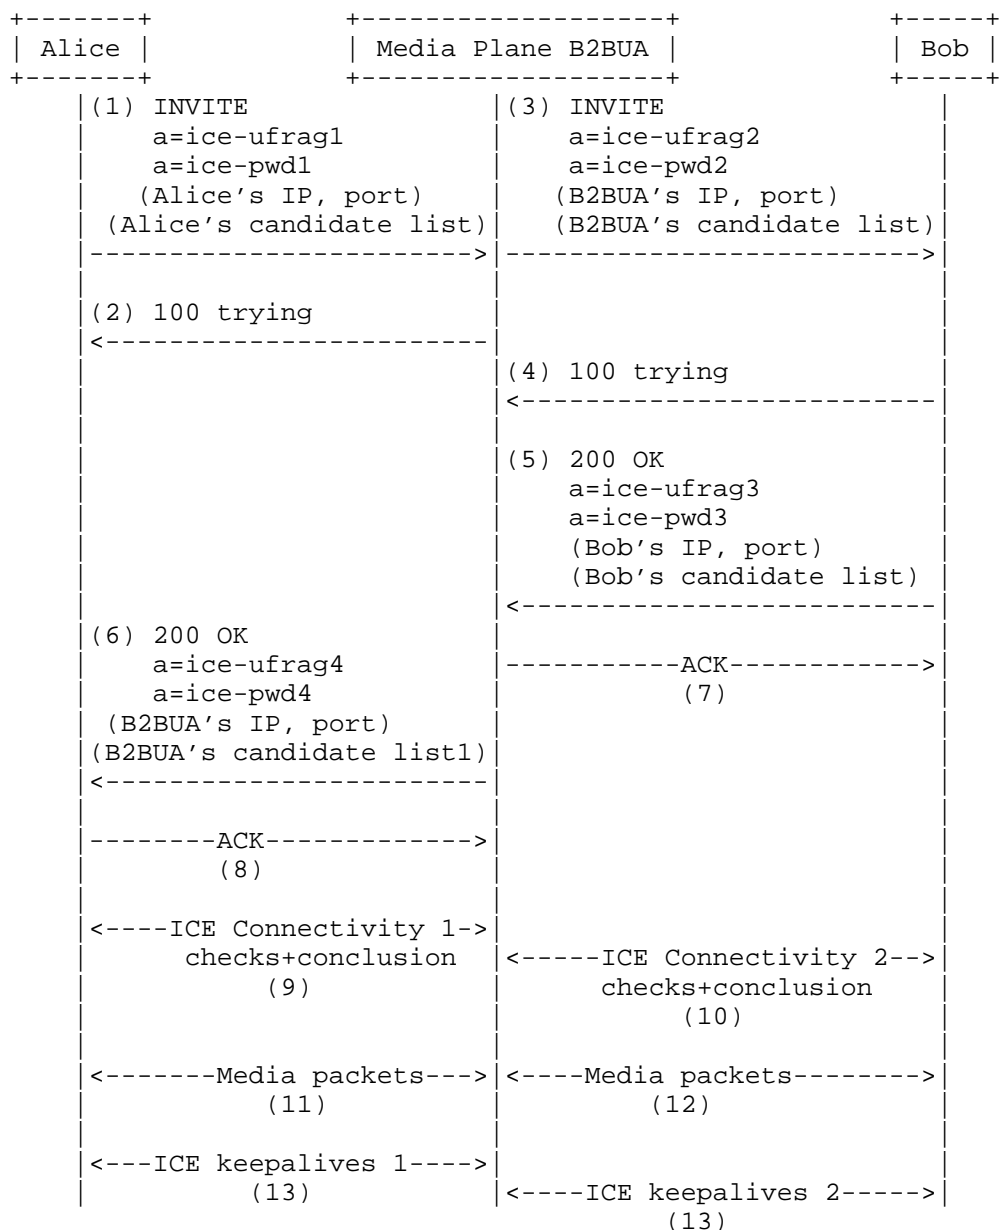 +-------+            +-------------------+             +-----+
| Alice |            | Media Plane B2BUA |             | Bob |
+-------+            +-------------------+             +-----+
    |(1) INVITE               |(3) INVITE                 |
    |    a=ice-ufrag1         |    a=ice-ufrag2           |
    |    a=ice-pwd1           |    a=ice-pwd2             |
    |   (Alice's IP, port)    |   (B2BUA's IP, port)      |
    | (Alice's candidate list)|   (B2BUA's candidate list)|
    |------------------------>|-------------------------->|
    |                         |                           |
    |(2) 100 trying           |                           |
    |<------------------------|                           |
    |                         |(4) 100 trying             |
    |                         |<--------------------------|
    |                         |                           |
    |                         |(5) 200 OK                 |
    |                         |    a=ice-ufrag3           |
    |                         |    a=ice-pwd3             |
    |                         |    (Bob's IP, port)       |
    |                         |    (Bob's candidate list) |
    |                         |<--------------------------|
    |(6) 200 OK               |                           |
    |    a=ice-ufrag4         |-----------ACK------------>|
    |    a=ice-pwd4           |           (7)             |
    | (B2BUA's IP, port)      |                           |
    |(B2BUA's candidate list1)|                           |
    |<------------------------|                           |
    |                         |                           |
    |--------ACK------------->|                           |
    |        (8)              |                           |
    |                         |                           |
    |<----ICE Connectivity 1->|                           |
    |      checks+conclusion  |<-----ICE Connectivity 2-->|
    |           (9)           |      checks+conclusion    |
    |                         |           (10)            |
    |                         |                           |
    |<-------Media packets--->|<----Media packets-------->|
    |           (11)          |         (12)              |
    |                         |                           |
    |<---ICE keepalives 1---->|                           |
    |          (13)           |<----ICE keepalives 2----->|
                                          (13)